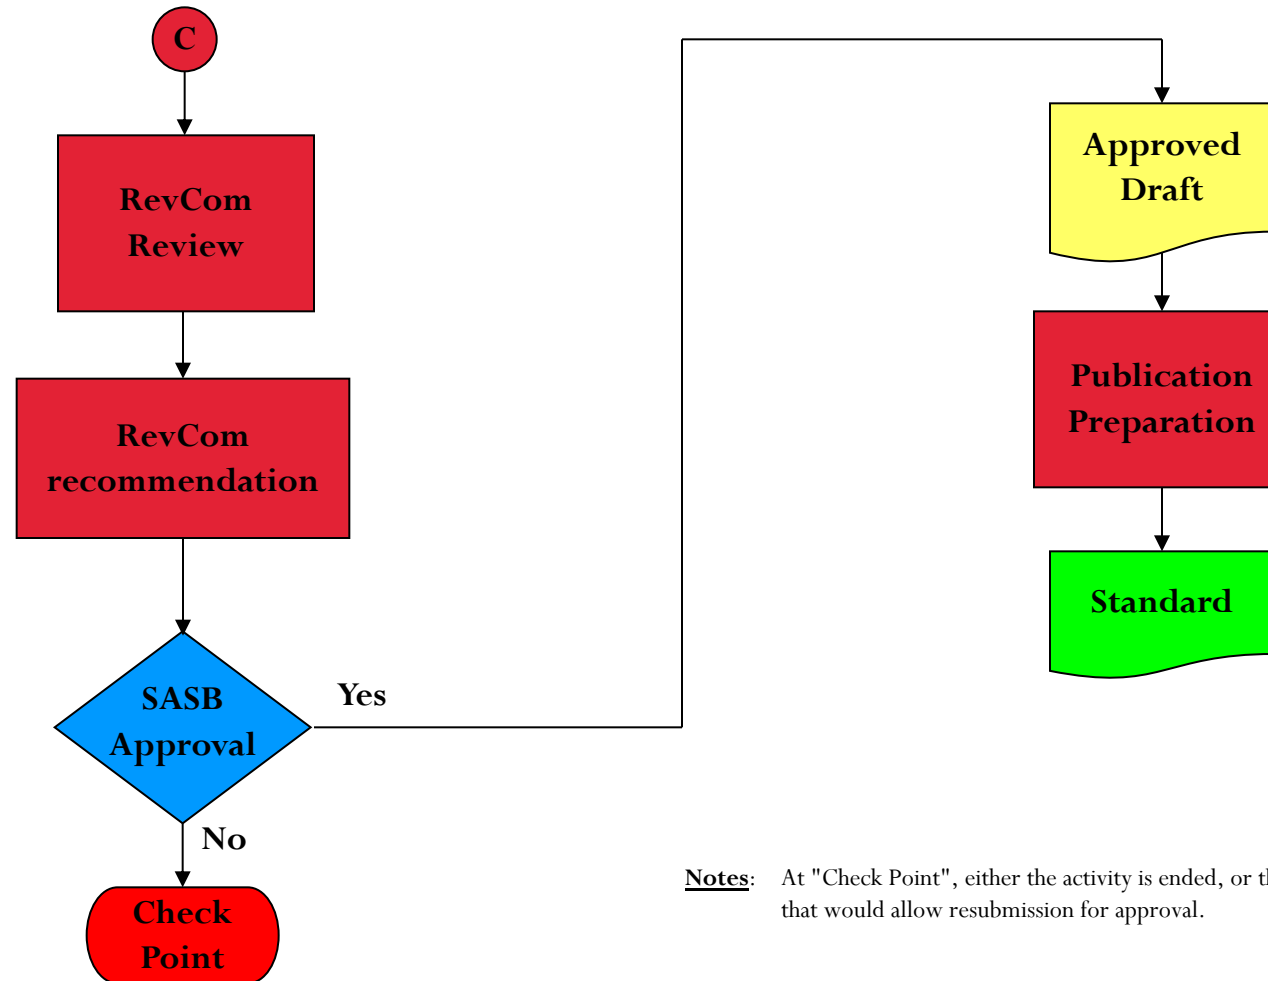 C
RevCom
Review
RevCom
recommendation
SASB
Approval
Yes
No
Check
Point
Approved
Draft
Publication
Preparation
Standard
Notes: At "Check Point", either the activity is ended, or
that would allow resubmission for approval.